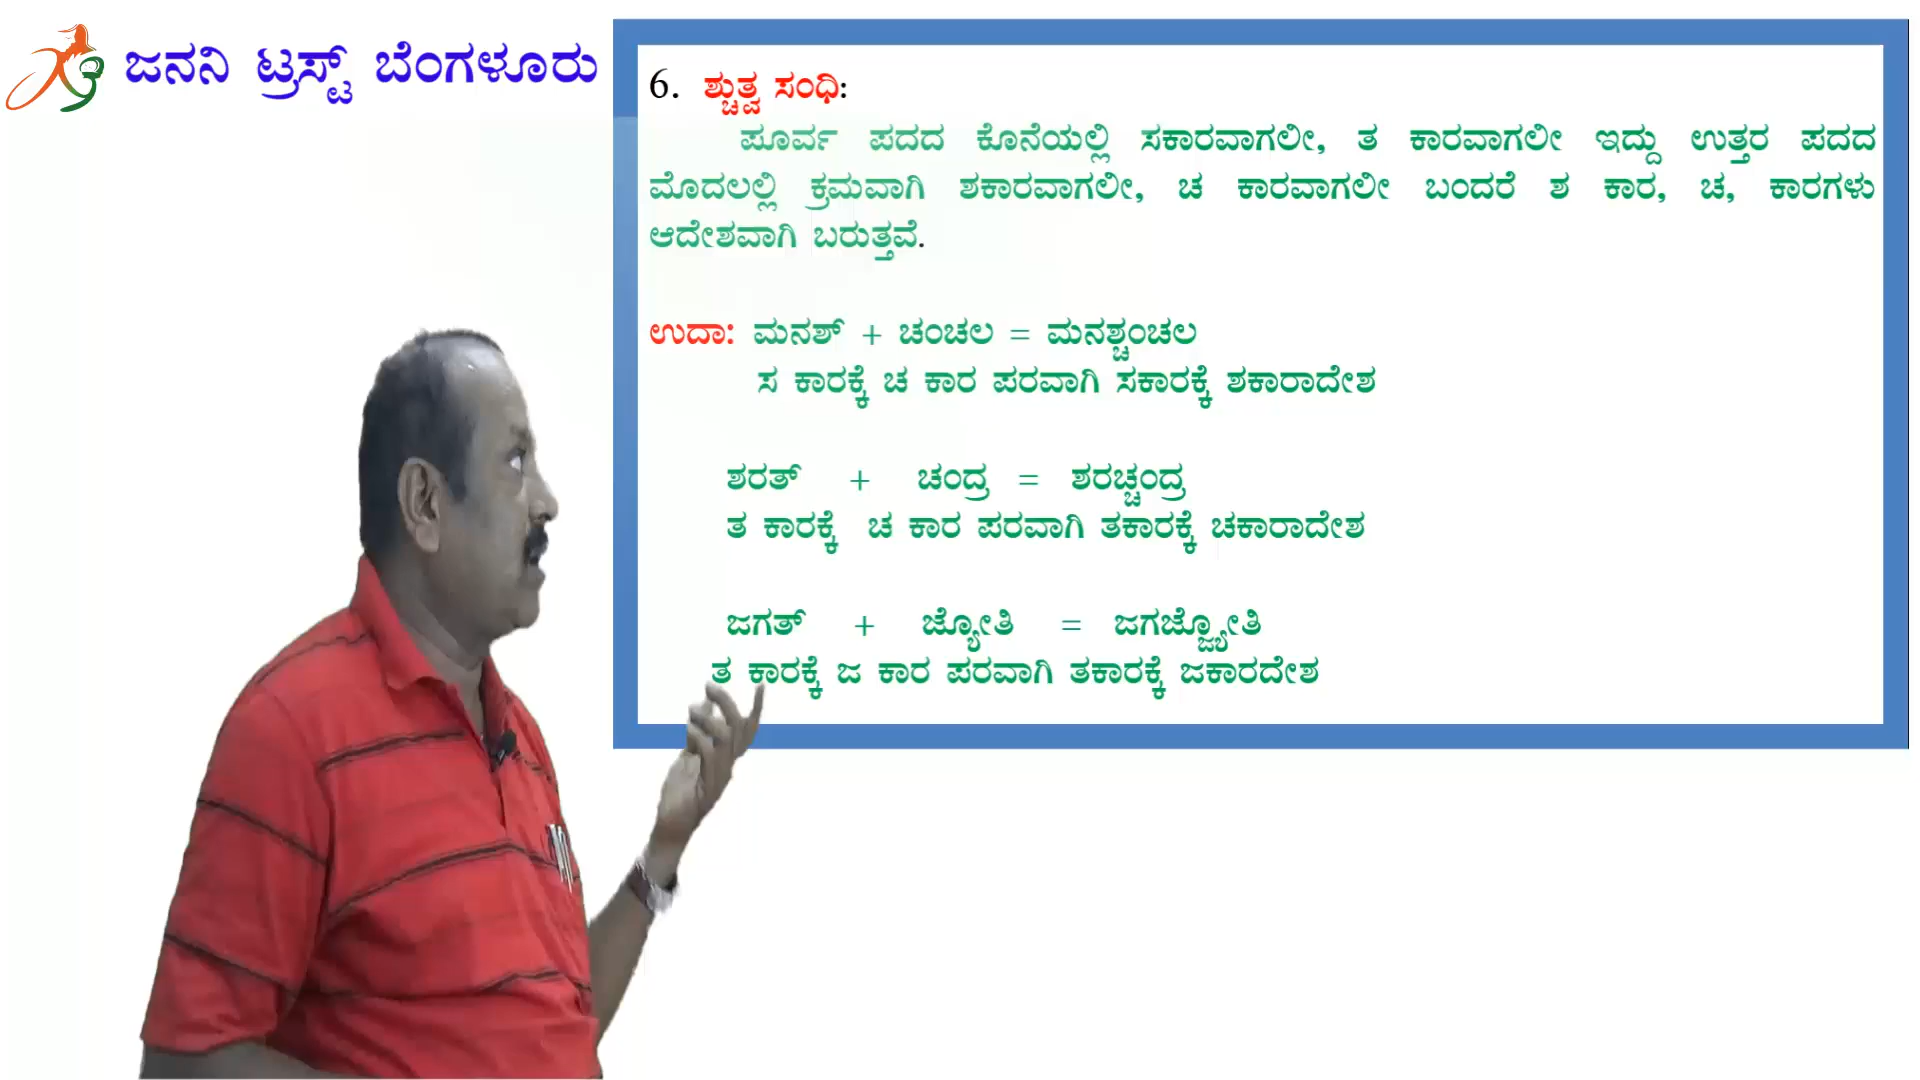 ಜನನಿ ಟ್ರಸ್ಟ್ ಬೆಂಗಳೂರು
6. ಶ್ಚುತ್ವ ಸಂಧಿ:
ಪೂರ್ವ ಪದದ ಕೊನೆಯಲ್ಲಿ ಸಕಾರವಾಗಲೀ, ತ ಕಾರವಾಗಲೀ ಇದ್ದು ಉತ್ತರ ಪದದ
ಮೊದಲಲ್ಲಿ ಕ್ರಮವಾಗಿ ಶಕಾರವಾಗಲೀ, ಚ ಕಾರವಾಗಲೀ ಬಂದರೆ ಶ ಕಾರ, ಚ, ಕಾರಗಳು
ಆದೇಶವಾಗಿ ಬರುತ್ತವೆ.
ಉದಾ: ಮನಶ್ + ಚಂಚಲ = ಮನಶ್ಚಂಚಲ
ಸ ಕಾರಕ್ಕೆ ಚ ಕಾರ ಪರವಾಗಿ ಸಕಾರಕ್ಕೆ ಶಕಾರಾದೇಶ
ಶರತ್ + ಚಂದ್ರ = ಶರಚ್ಚಂದ್ರ
ತ ಕಾರಕ್ಕೆ ಚ ಕಾರ ಪರವಾಗಿ ತಕಾರಕ್ಕೆ ಚಕಾರಾದೇಶ
ಜಗತ್ + ಜ್ಯೋತಿ = ಜಗಜ್ಜ್ಯೋತಿ
ತ ಕಾರಕ್ಕೆ ಜ ಕಾರ ಪರವಾಗಿ ತಕಾರಕ್ಕೆ ಜಕಾರದೇಶ